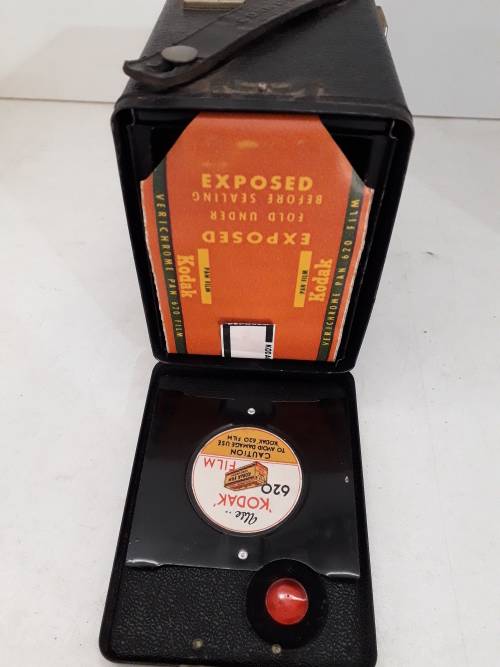 EXPOSED
BEFORE SEALING
FOLD UNDER
EXPOSED
VERICHROME PAN 620 FILM
Kodak
PAN FILM
PAN FILM
Kodak
VERICHROME PAN 620 FILM
KODAK
Use..
'KODAK'
620
FILM
CAUTION
TO AVOID DAMAGE USE
'KODAK' 620 FILM